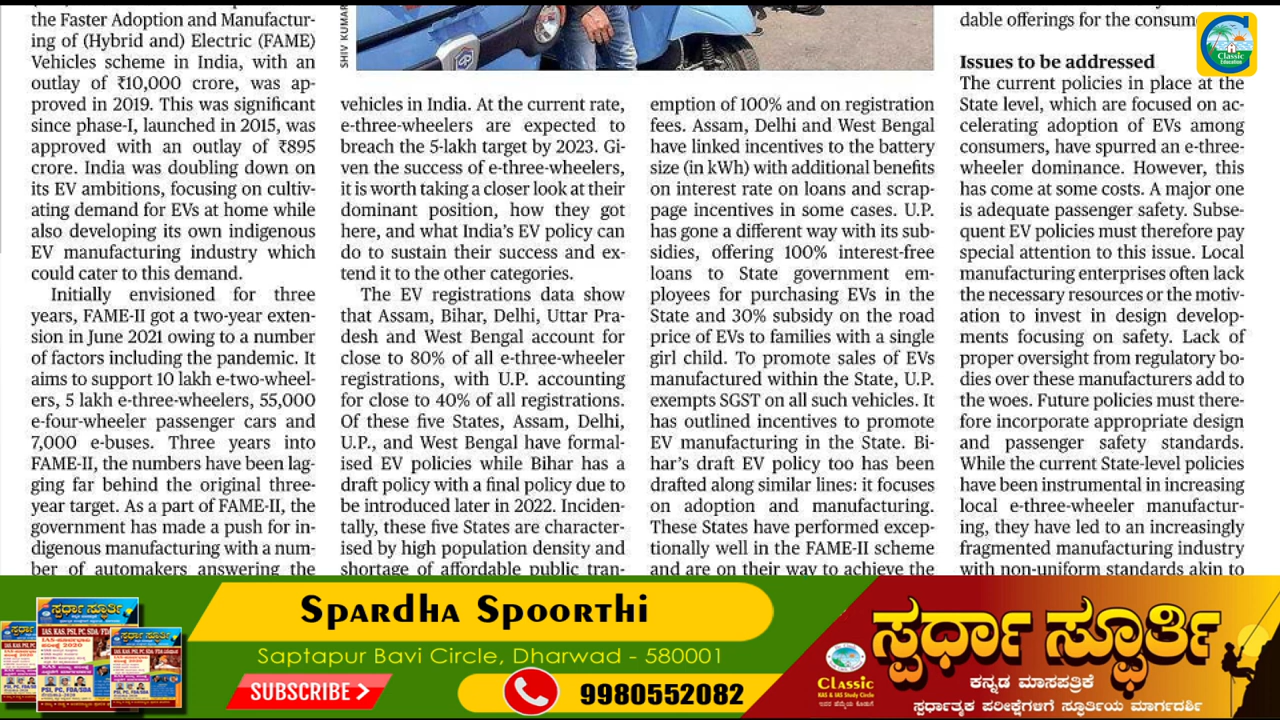 the Faster Adoption and Manufactur-
ing of (Hybrid and) Electric (FAME)
Vehicles scheme in India, with an
outlay of ₹10,000 crore, was ap-
proved in 2019. This was significant
since phase-I, launched in 2015, was
approved with an outlay of ₹895
crore. India was doubling down on
its EV ambitions, focusing on cultiv-
ating demand for EVs at home while
also developing its own indigenous
EV manufacturing industry which
could cater to this demand.
Initially envisioned for three
years, FAME-II got a two-year exten-
sion in June 2021 owing to a number
of factors including the pandemic. It
aims to support 10 lakh e-two-wheel-
ers, 5 lakh e-three-wheelers, 55,000
e-four-wheeler passenger cars and
7,000 e-buses. Three years into
FAME-II, the numbers have been lag-
ging far behind the original three-
year target. As a part of FAME-II, the
government has made a push for in-
digenous manufacturing with a num-
ber of automakers answering the
SHIV KUMAR
vehicles in India. At the current rate,
e-three-wheelers are expected to
breach the 5-lakh target by 2023. Gi-
ven the success of e-three-wheelers,
it is worth taking a closer look at their
dominant position, how they got
here, and what India's EV policy can
do to sustain their success and ex-
tend it to the other categories.
The EV registrations data show
that Assam, Bihar, Delhi, Uttar Pra-
desh and West Bengal account for
close to 80% of all e-three-wheeler
registrations, with U.P. accounting
for close to 40% of all registrations.
Of these five States, Assam, Delhi,
U.P., and West Bengal have formal-
ised EV policies while Bihar has a
draft policy with a final policy due to
be introduced later in 2022. Inciden-
tally, these five States are character-
ised by high population density and
shortage of affordable public tran-
emption of 100% and on registration
fees. Assam, Delhi and West Bengal
have linked incentives to the battery
size (in kWh) with additional benefits
on interest rate on loans and scrap-
page incentives in some cases. U.P.
has gone a different way with its sub-
sidies, offering 100% interest-free
loans to State government em-
ployees for purchasing EVs in the
State and 30% subsidy on the road
price of EVs to families with a single
girl child. To promote sales of EVs
manufactured within the State, U.P.
exempts SGST on all such vehicles. It
has outlined incentives to promote
EV manufacturing in the State. Bi-
har's draft EV policy too has been
drafted along similar lines: it focuses
on adoption and manufacturing.
These States have performed excep-
tionally well in the FAME-II scheme
and are on their way to achieve the
dable offerings for the consum
Issues to be addressed
The current policies in place at the
State level, which are focused on ac-
celerating adoption of EVs among
consumers, have spurred an e-three-
wheeler dominance. However, this
has come at some costs. A major one
is adequate passenger safety. Subse-
quent EV policies must therefore pay
special attention to this issue. Local
manufacturing enterprises often lack
the necessary resources or the motiv-
ation to invest in design develop-
ments focusing on safety. Lack of
proper oversight from regulatory bo-
dies over these manufacturers add to
the woes. Future policies must there-
fore incorporate appropriate design
and passenger safety standards.
While the current State-level policies
have been instrumental in increasing
local e-three-wheeler manufactur-
ing, they have led to an increasingly
fragmented manufacturing industry
with non-uniform standards akin to
Classic
Education
Spardha Spoorthi
Saptapur Bavi Circle, Dharwad - 580001
SUBSCRIBE
9980552082
ಸ್ಪರ್ಧಾ ಸ್ಫೂರ್ತಿ
ಕನ್ನಡ ಮಾಸಪತ್ರಿಕೆ
ಸ್ಪರ್ಧಾತ್ಮಕ ಪರೀಕ್ಷೆಗಳಿಗೆ ಸ್ಫೂರ್ತಿಯ ಮಾರ್ಗದರ್ಶಿ
Classic
KAS & IAS Study Circle